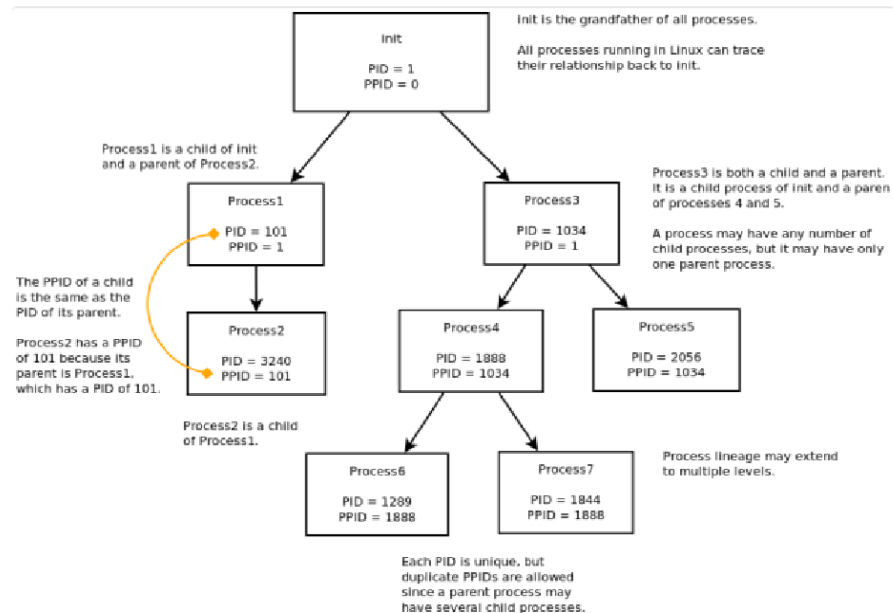 Init is the grandfather of all processes.
All processes running in Linux can trace
their relationship back to init.
Init
PID = 1
PPID = 0
Process1 is a child of init
and a parent of Process2.
Process1
PID = 101
PPID = 1
Process3
PID = 1034
PPID = 1
Process3 is both a child and a parent.
It is a child process of init and a paren
of processes 4 and 5.
A process may have any number of
child processes, but it may have only
one parent process.
The PPID of a child
is the same as the
PID of its parent.
Process2 has a PPID
of 101 because its
parent is Process1,
which has a PID of 101.
Process2
PID = 3240
PPID = 101
Process2 is a child
of Process1.
Process4
PID = 1888
PPID = 1034
Process5
PID = 2056
PPID = 1034
Process6
PID = 1289
PPID = 1888
Process7
PID = 1844
PPID = 1888
Process lineage may extend
to multiple levels.
Each PID is unique, but
duplicate PPIDs are allowed
since a parent process may
have several child processes.